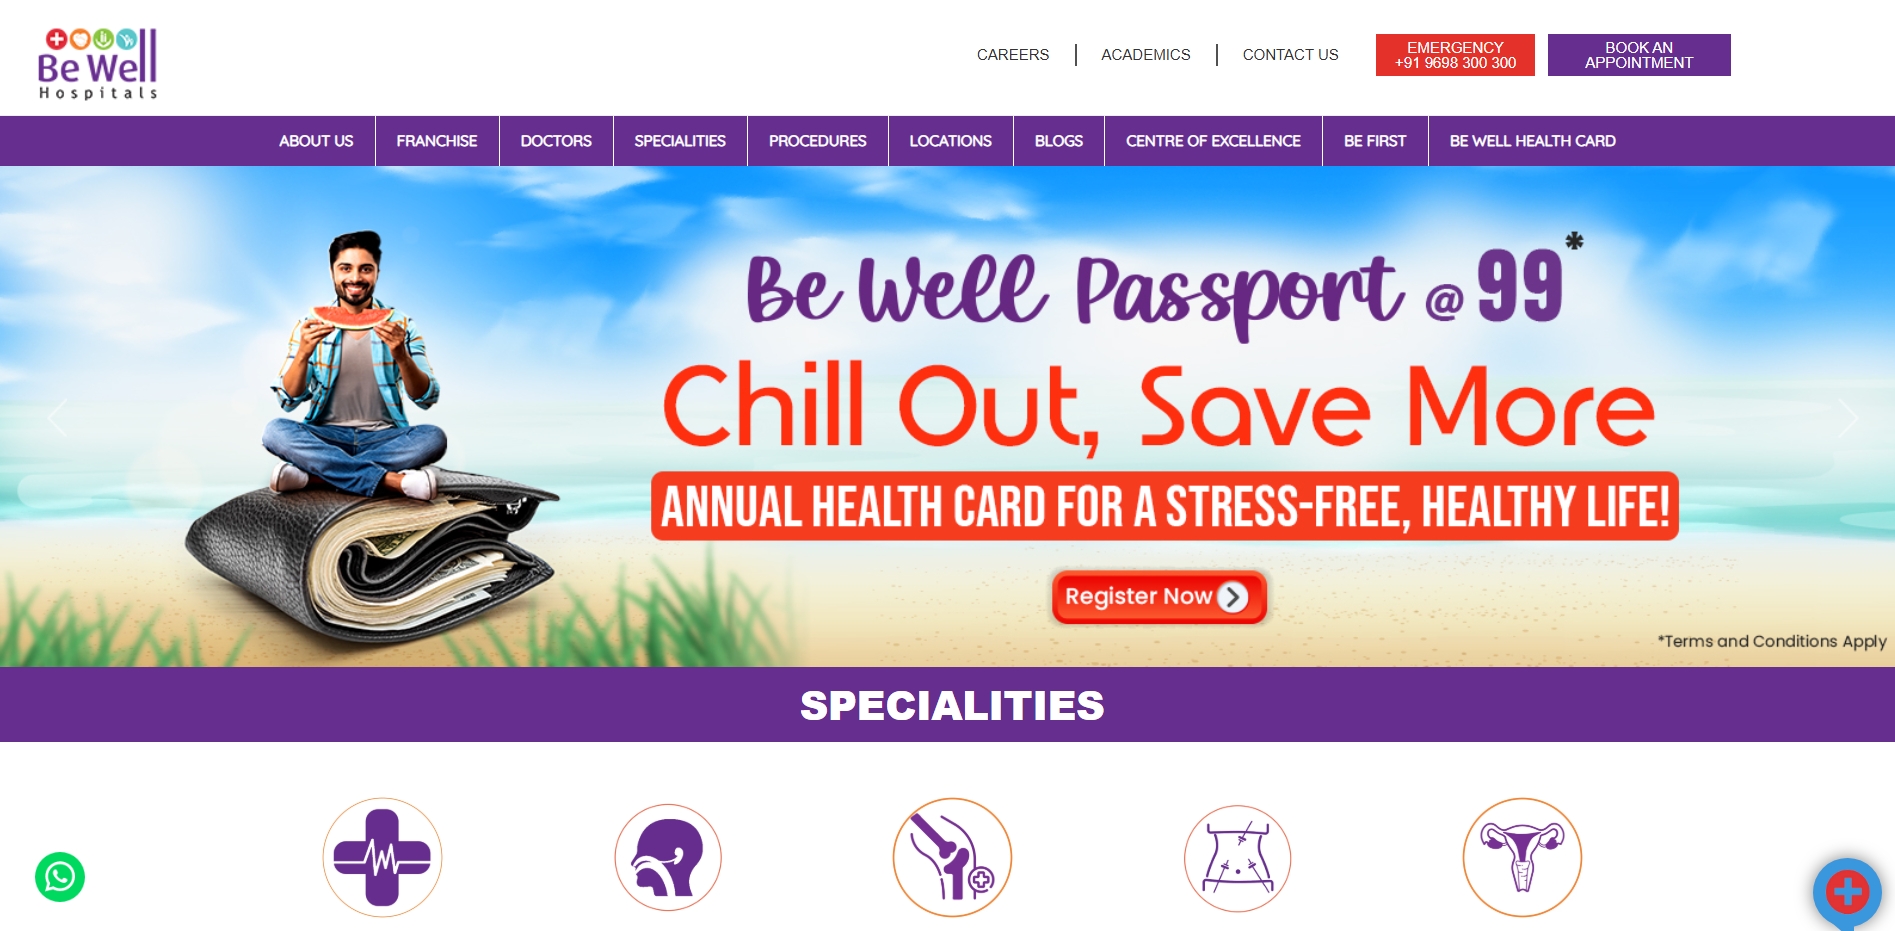 Be Well
Hospitals
CAREERS
ACADEMICS
CONTACT US
EMERGENCY
+91 9698 300 300
BOOK AN
APPOINTMENT
ABOUT US
FRANCHISE
DOCTORS
SPECIALITIES
PROCEDURES
LOCATIONS
BLOGS
CENTRE OF EXCELLENCE
BE FIRST
BE WELL HEALTH CARD
Be Well Passport @ 99*
Chill Out, Save More
ANNUAL HEALTH CARD FOR A STRESS-FREE, HEALTHY LIFE!
Register Now
*Terms and Conditions Apply
SPECIALITIES